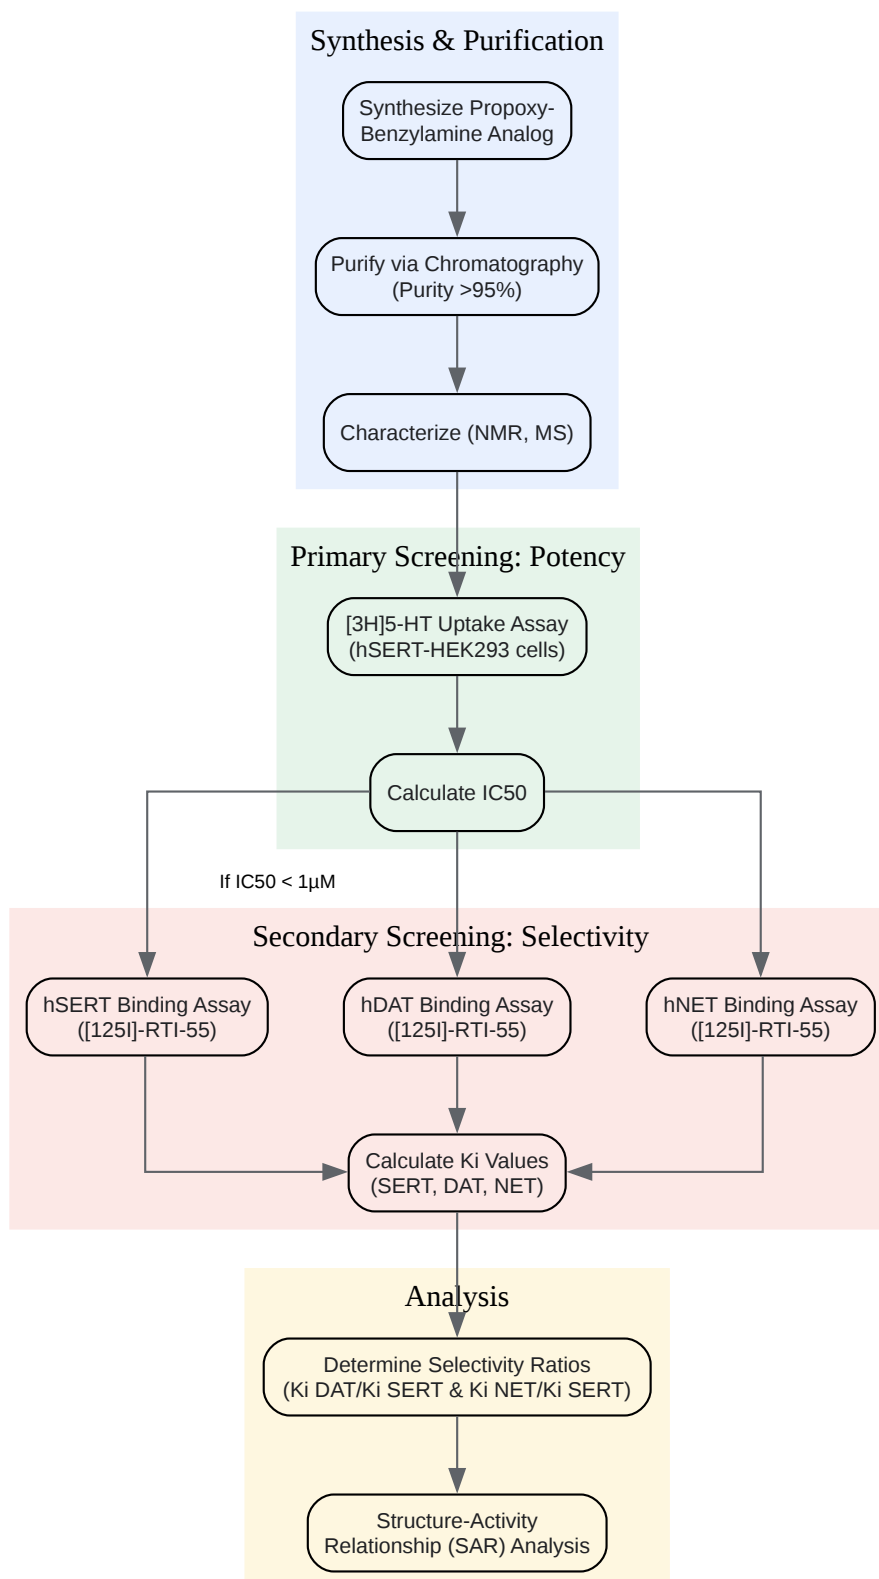 Synthesis & Purification
Synthesize Propoxy-
Benzylamine Analog
Purify via Chromatography
(Purity >95%)
Characterize (NMR, MS)
Primary Screening: Potency
[3H]5-HT Uptake Assay
(hSERT-HEK293 cells)
Calculate IC50
If IC50 < 1µM
Secondary Screening: Selectivity
hSERT Binding Assay
([125I]-RTI-55)
hDAT Binding Assay
([125I]-RTI-55)
hNET Binding Assay
([125I]-RTI-55)
Calculate Ki Values
(SERT, DAT, NET)
Analysis
Determine Selectivity Ratios
(Ki DAT/Ki SERT & Ki NET/Ki SERT)
Structure-Activity
Relationship (SAR) Analysis